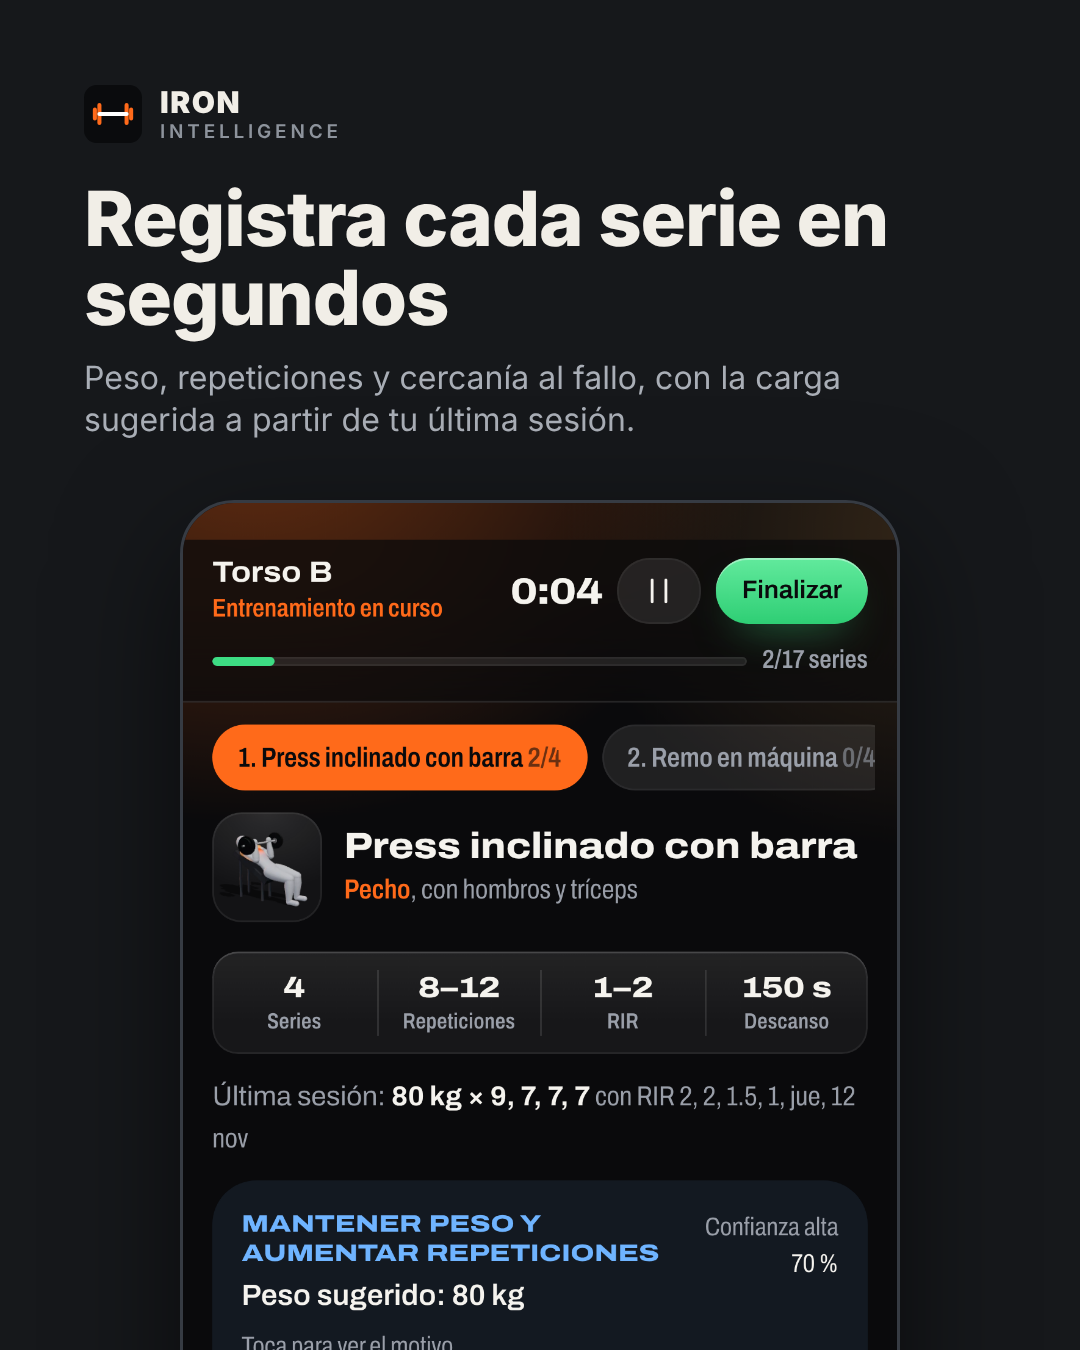 IRON
INTELLIGENCE
Registra cada serie en
segundos
Peso, repeticiones y cercanía al fallo, con la carga
sugerida a partir de tu última sesión.
Torso B
Entrenamiento en curso
0:04
Finalizar
2/17 series
1. Press inclinado con barra 2/4
2. Remo en máquina 0/4
Press inclinado con barra
Pecho, con hombros y tríceps
4
Series
8–12
Repeticiones
1–2
RIR
150 s
Descanso
Última sesión: 80 kg × 9, 7, 7, 7 con RIR 2, 2, 1.5, 1, jue, 12
nov
MANTENER PESO Y
AUMENTAR REPETICIONES
Confianza alta
70 %
Peso sugerido: 80 kg
Toca para ver el motivo